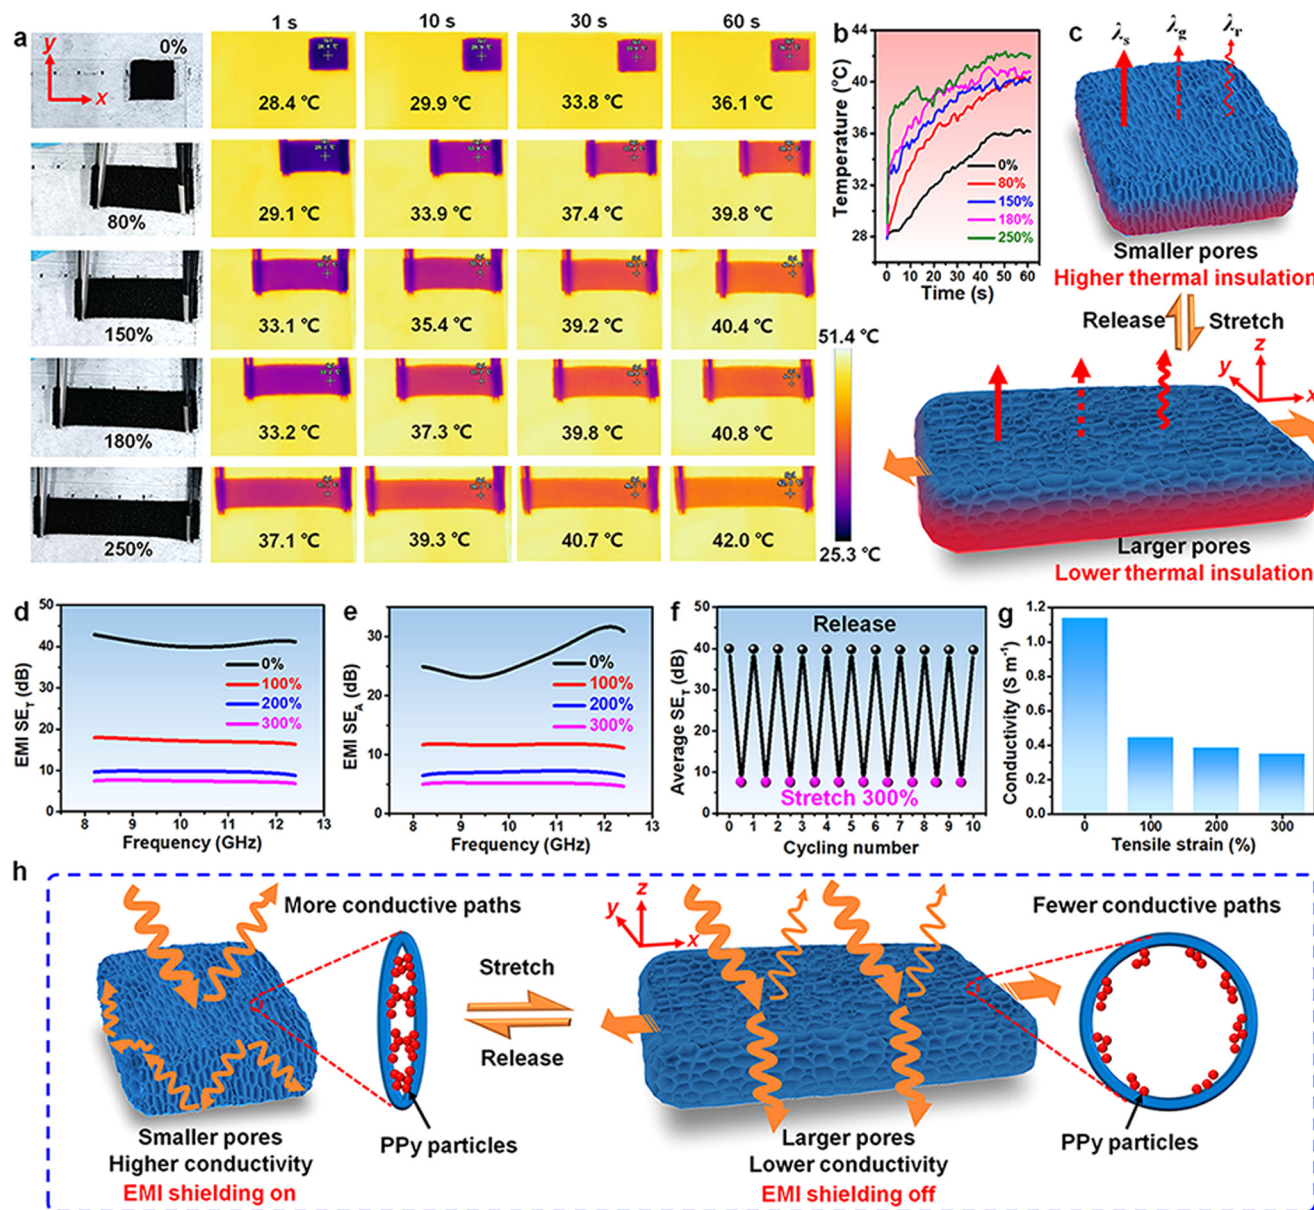 a
y
x
0%
1 s
10 s
30 s
60 s
28.4 ℃
29.9 ℃
33.8 ℃
36.1 ℃
80%
29.1 ℃
33.9 ℃
37.4 ℃
39.8 ℃
150%
33.1 ℃
35.4 ℃
39.2 ℃
40.4 ℃
180%
33.2 ℃
37.3 ℃
39.8 ℃
40.8 ℃
250%
37.1 ℃
39.3 ℃
40.7 ℃
42.0 ℃
51.4 ℃
25.3 ℃
b
Temperature (°C)
44
40
36
32
28
0%
80%
150%
180%
250%
0 10 20 30 40 50 60
Time (s)
c
λs
λg
λr
Smaller pores
Higher thermal insulation
Release
Stretch
z
y
x
Larger pores
Lower thermal insulation
d
EMI SET (dB)
50
40
30
20
10
0
0%
100%
200%
300%
8 9 10 11 12 13
Frequency (GHz)
e
EMI SEA (dB)
30
20
10
0
0%
100%
200%
300%
8 9 10 11 12 13
Frequency (GHz)
f
Average SET (dB)
50
40
30
20
10
0
Release
Stretch 300%
0 1 2 3 4 5 6 7 8 9 10
Cycling number
g
Conductivity (S m-1)
1.2
1.0
0.8
0.6
0.4
0.2
0.0
0 100 200 300
Tensile strain (%)
h
More conductive paths
PPy particles
Smaller pores
Higher conductivity
EMI shielding on
Stretch
Release
z
y
x
Larger pores
Lower conductivity
EMI shielding off
Fewer conductive paths
PPy particles